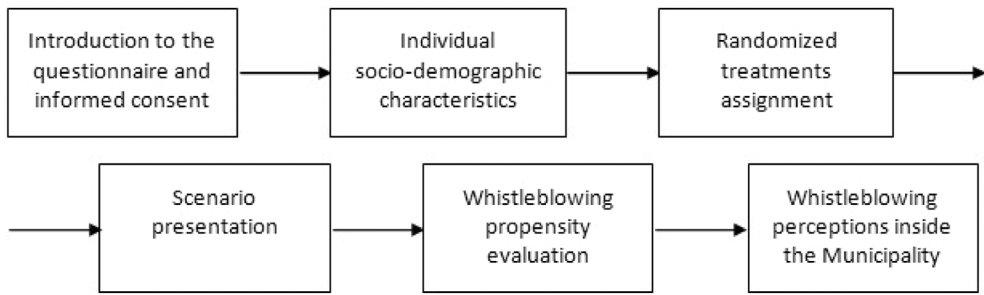 Introduction to the
questionnaire and
informed consent
Individual
socio-demographic
characteristics
Randomized
treatments
assignment
Scenario
presentation
Whistleblowing
propensity
evaluation
Whistleblowing
perceptions inside
the Municipality